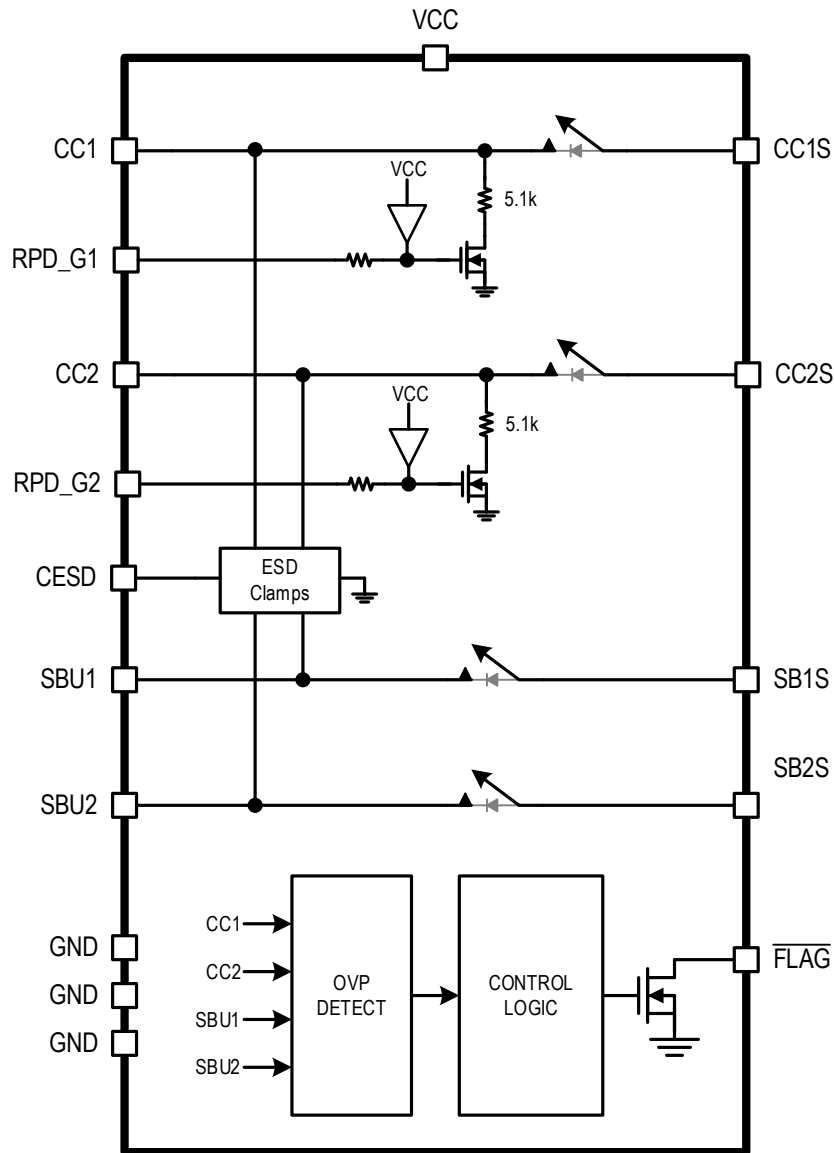 VCC
CC1
CC1S
VCC
5.1k
RPD_G1
CC2
CC2S
VCC
5.1k
RPD_G2
CESD
ESD
Clamps
SBU1
SB1S
SB2S
SBU2
CC1
CC2
SBU1
SBU2
OVP
DETECT
CONTROL
LOGIC
FLAG
GND
GND
GND